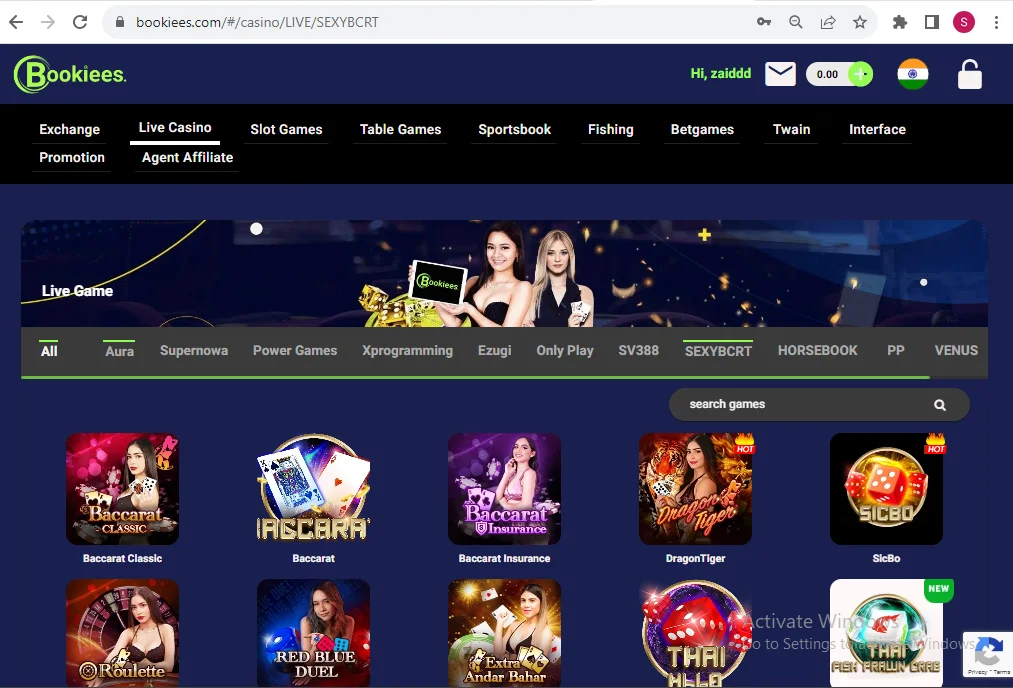 bookiees.com/#/casino/LIVE/SEXYBCRT
S
Bookiees.
Hi, zaiddd
0.00 +
Exchange Live Casino Slot Games Table Games Sportsbook Fishing Betgames Twain Interface
Promotion Agent Affiliate
Bookiees
Live Game
All Aura Supernowa Power Games Xprogramming Ezugi Only Play SV388 SEXYBCRT HORSEBOOK PP VENUS
search games
Baccarat CLASSIC
BACCARA
Baccarat Insurance
HOT
Dragon Tiger
HOT
SICBO
Baccarat Classic Baccarat Baccarat Insurance DragonTiger SicBo
Roulette
RED BLUE DUEL
Extra Andar Bahar
THAI HI LO
NEW
THAI FISH PRAWN CRAB
Activate Windows
Go to Settings to activate Windows.
Privacy - Terms